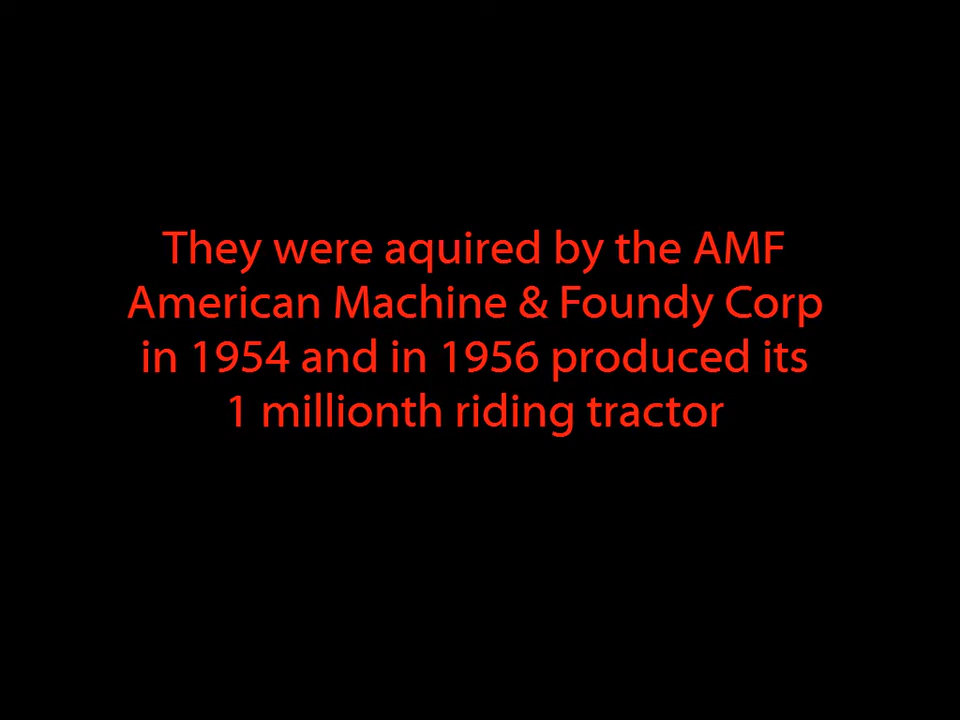 They were aquired by the AMF
American Machine & Foundy Corp
in 1954 and in 1956 produced its
1 millionth riding tractor